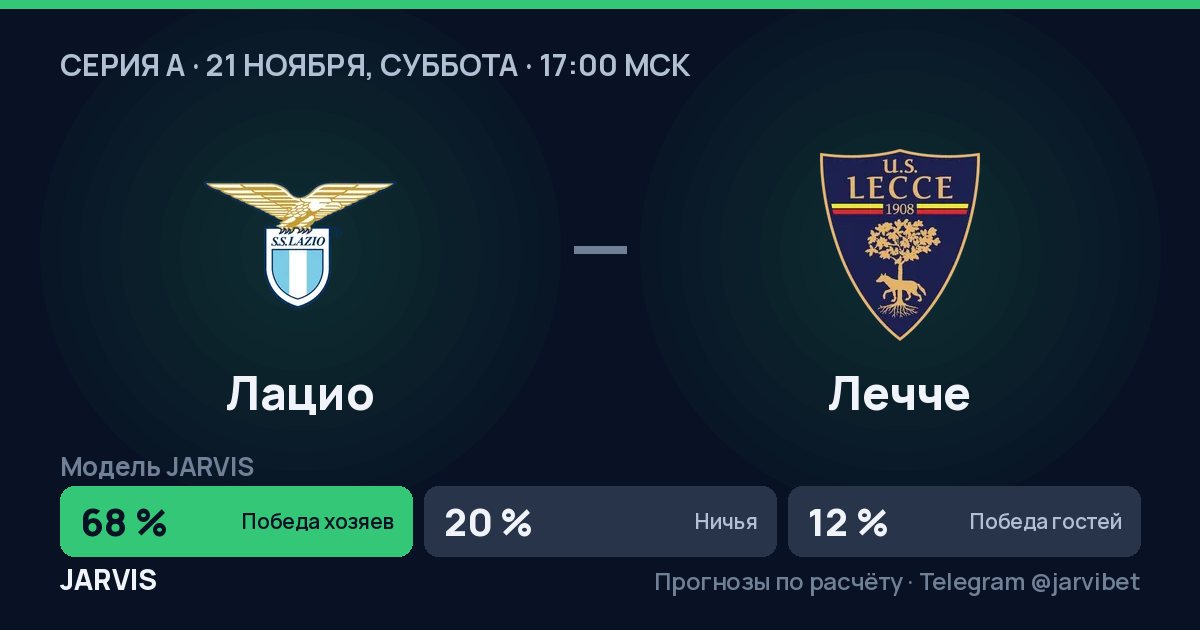 СЕРИЯ А · 21 НОЯБРЯ, СУББОТА · 17:00 МСК
S.S.LAZIO
U.S.
LECCE
1908
Лацио
Лечче
Модель JARVIS
68 % Победа хозяев
20 % Ничья
12 % Победа гостей
JARVIS
Прогнозы по расчёту · Telegram @jarvibet